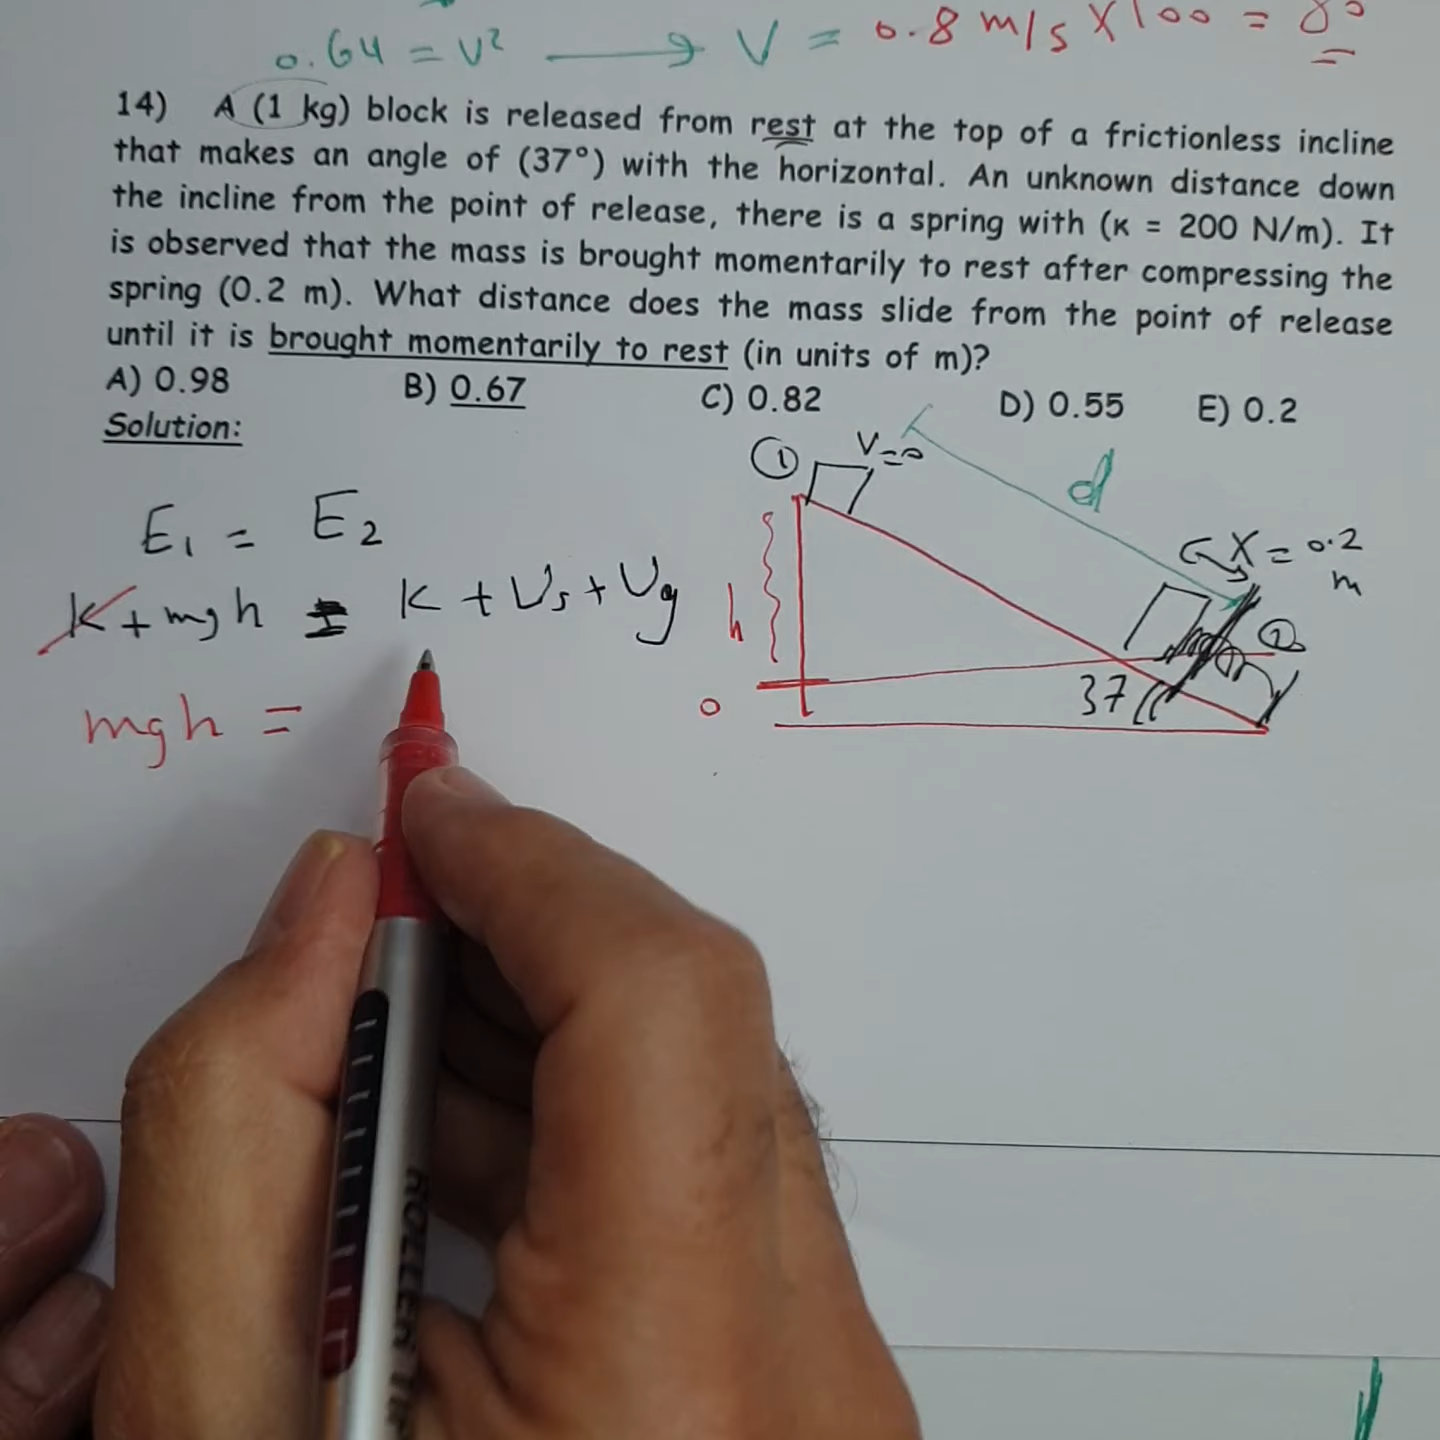 0.64 = v² → V = 0.8 m/s × 100 = 80
14) A (1 kg) block is released from rest at the top of a frictionless incline
that makes an angle of (37°) with the horizontal. An unknown distance down
the incline from the point of release, there is a spring with (κ = 200 N/m). It
is observed that the mass is brought momentarily to rest after compressing the
spring (0.2 m). What distance does the mass slide from the point of release
until it is brought momentarily to rest (in units of m)?
A) 0.98 B) 0.67 C) 0.82 D) 0.55 E) 0.2
Solution:
① V=0
d
E₁ = E₂
X = 0.2
m
K + mgh = K + Us + Ug
h
②
mgh =
0
37